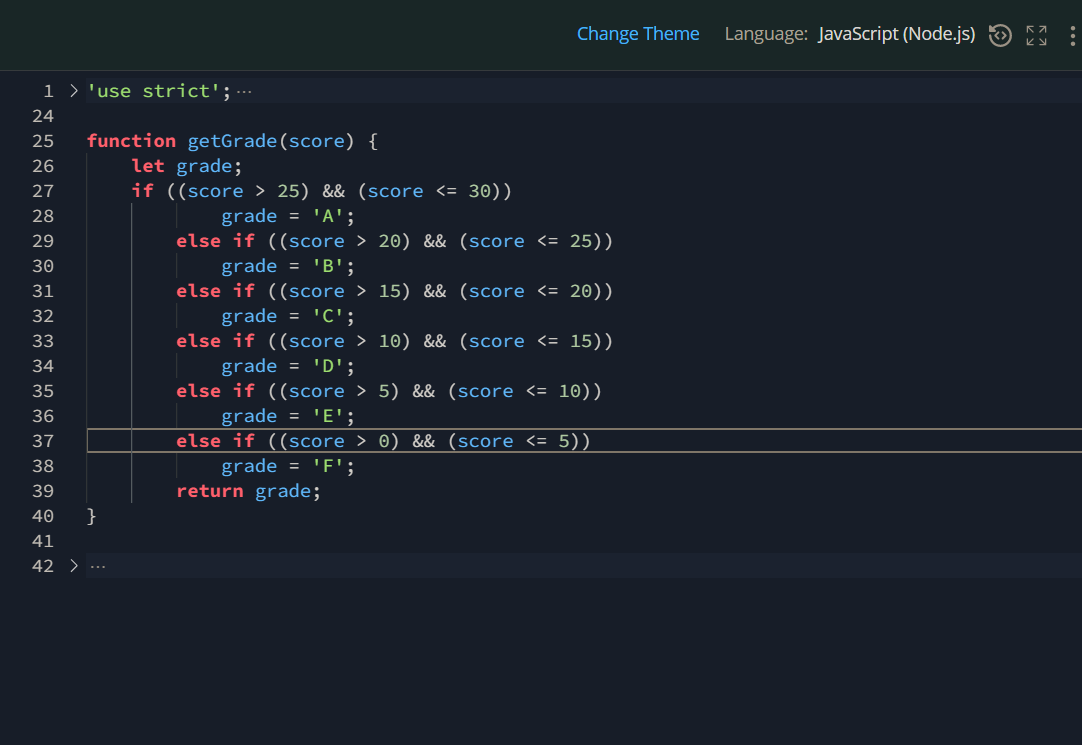 Change Theme Language: JavaScript (Node.js)
1 'use strict'; ...
24
25 function getGrade(score) {
26 let grade;
27 if ((score > 25) && (score <= 30))
28 grade = 'A';
29 else if ((score > 20) && (score <= 25))
30 grade = 'B';
31 else if ((score > 15) && (score <= 20))
32 grade = 'C';
33 else if ((score > 10) && (score <= 15))
34 grade = 'D';
35 else if ((score > 5) && (score <= 10))
36 grade = 'E';
37 else if ((score > 0) && (score <= 5))
38 grade = 'F';
39 return grade;
40 }
41
42 ...